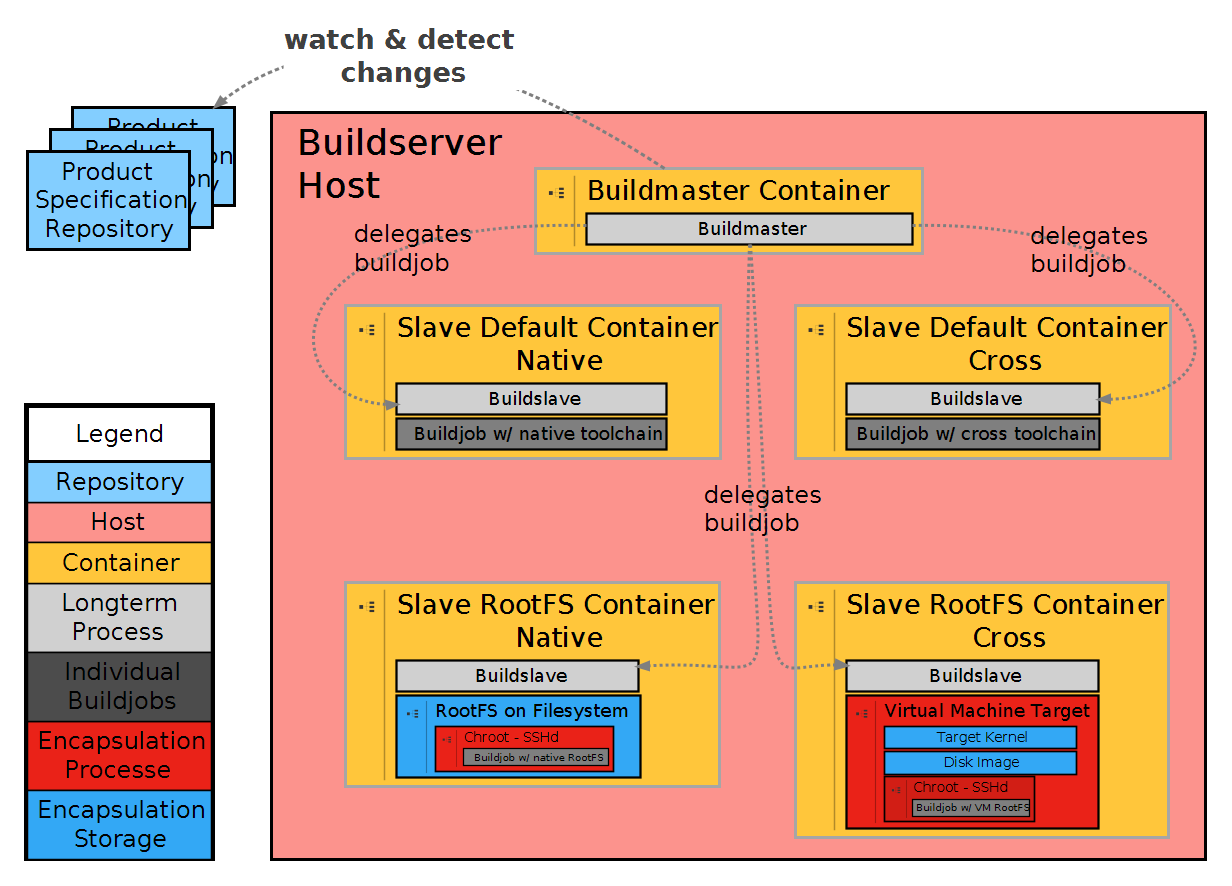 watch & detect
changes
Product
on
Product
ony
y
Product
Specification
Repository
Buildserver
Host
Buildmaster Container
Buildmaster
delegates
buildjob
delegates
buildjob
Slave Default Container
Native
Buildslave
Buildjob w/ native toolchain
Slave Default Container
Cross
Buildslave
Buildjob w/ cross toolchain
delegates
buildjob
Slave RootFS Container
Native
Buildslave
RootFS on Filesystem
Chroot - SSHd
Buildjob w/ native RootFS
Slave RootFS Container
Cross
Buildslave
Virtual Machine Target
Target Kernel
Disk Image
Chroot - SSHd
Buildjob w/ VM RootFS
Legend
Repository
Host
Container
Longterm
Process
Individual
Buildjobs
Encapsulation
Processe
Encapsulation
Storage